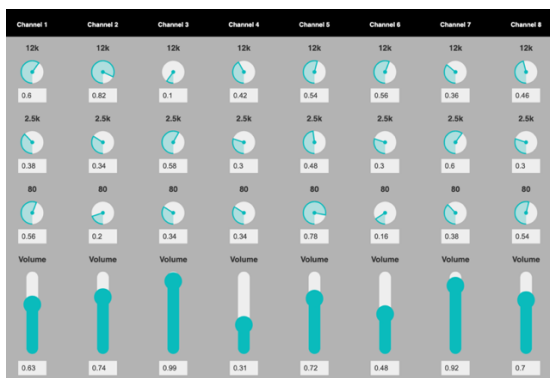 Channel 1 Channel 2 Channel 3 Channel 4 Channel 5 Channel 6 Channel 7 Channel 8
12k 12k 12k 12k 12k 12k 12k 12k
0.6 0.82 0.1 0.42 0.54 0.56 0.36 0.46
2.5k 2.5k 2.5k 2.5k 2.5k 2.5k 2.5k 2.5k
0.38 0.34 0.58 0.3 0.48 0.3 0.6 0.3
80 80 80 80 80 80 80 80
0.56 0.2 0.34 0.34 0.78 0.16 0.38 0.54
Volume Volume Volume Volume Volume Volume Volume Volume
0.63 0.74 0.99 0.31 0.72 0.48 0.92 0.7